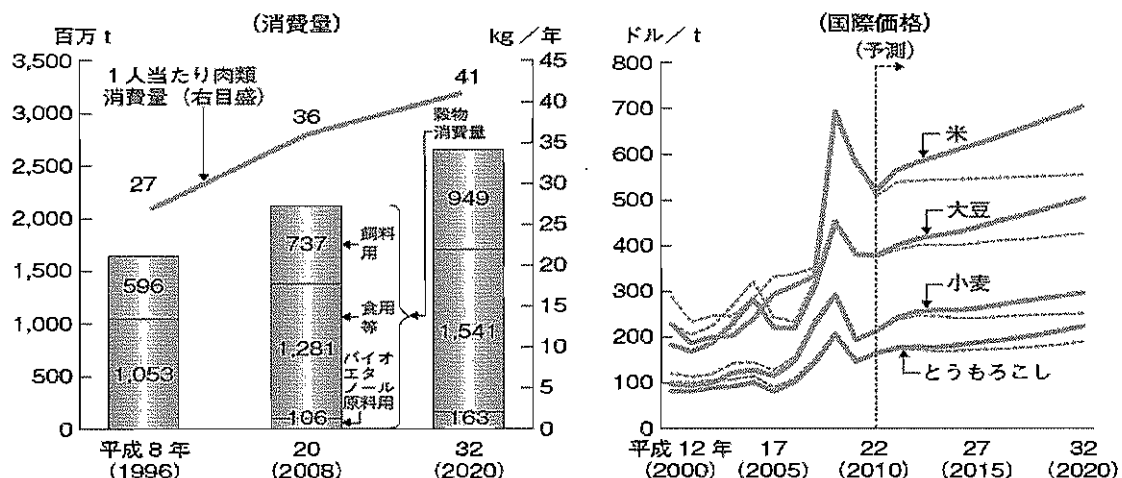 (消費量)
百万 t
kg／年
3,500
3,000
2,500
2,000
1,500
1,000
500
0
45
40
35
30
25
20
15
10
5
0
1 人当たり肉類
消費量 (右目盛)
27
36
41
穀物
消費量
596
1,053
737
1,281
106
949
1,541
163
飼料
用
食用
等
バイオ
エタ
ノール
原料用
平成 8 年
(1996)
20
(2008)
32
(2020)
(国際価格)
ドル／ t
(予測)
800
700
600
500
400
300
200
100
0
米
大豆
小麦
とうもろこし
平成 12 年
(2000)
17
(2005)
22
(2010)
27
(2015)
32
(2020)